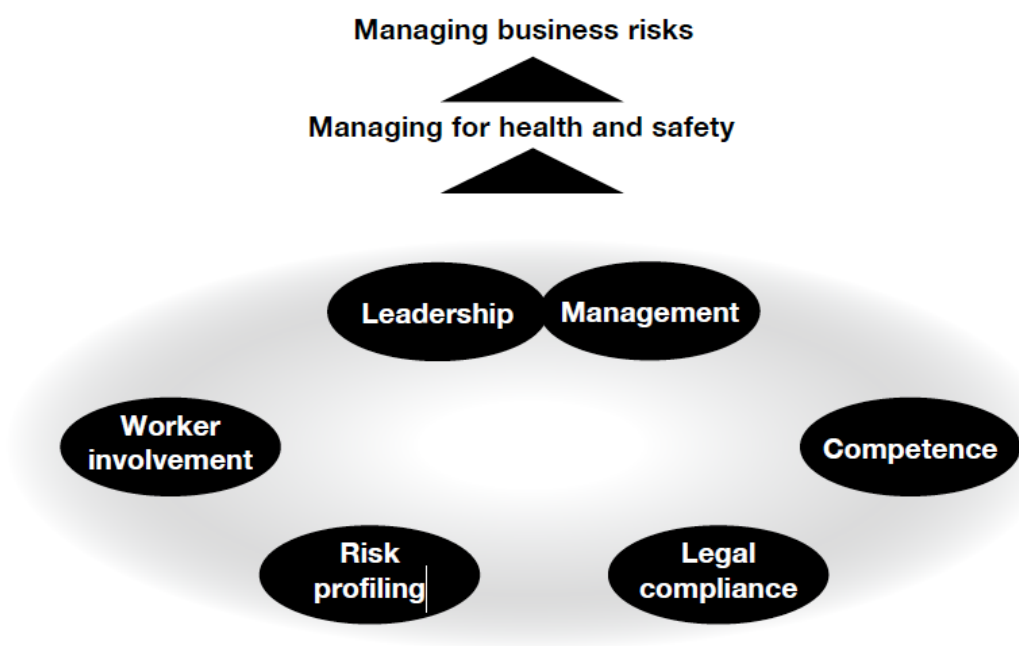 Managing business risks
Managing for health and safety
Leadership
Management
Worker
involvement
Competence
Risk
profiling
Legal
compliance